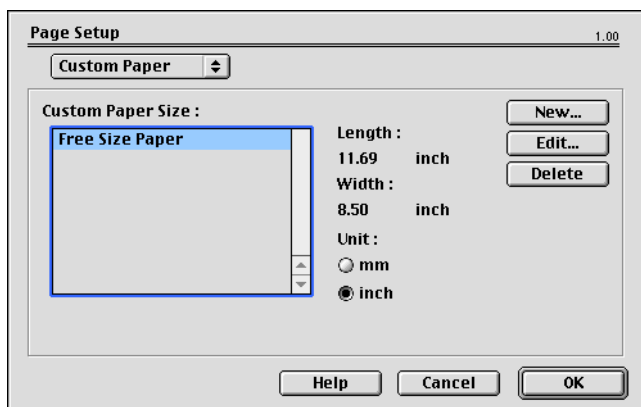 Page Setup
1.00
Custom Paper
Custom Paper Size :
Free Size Paper
Length :
11.69 inch
Width :
8.50 inch
Unit :
mm
inch
New...
Edit...
Delete
Help
Cancel
OK